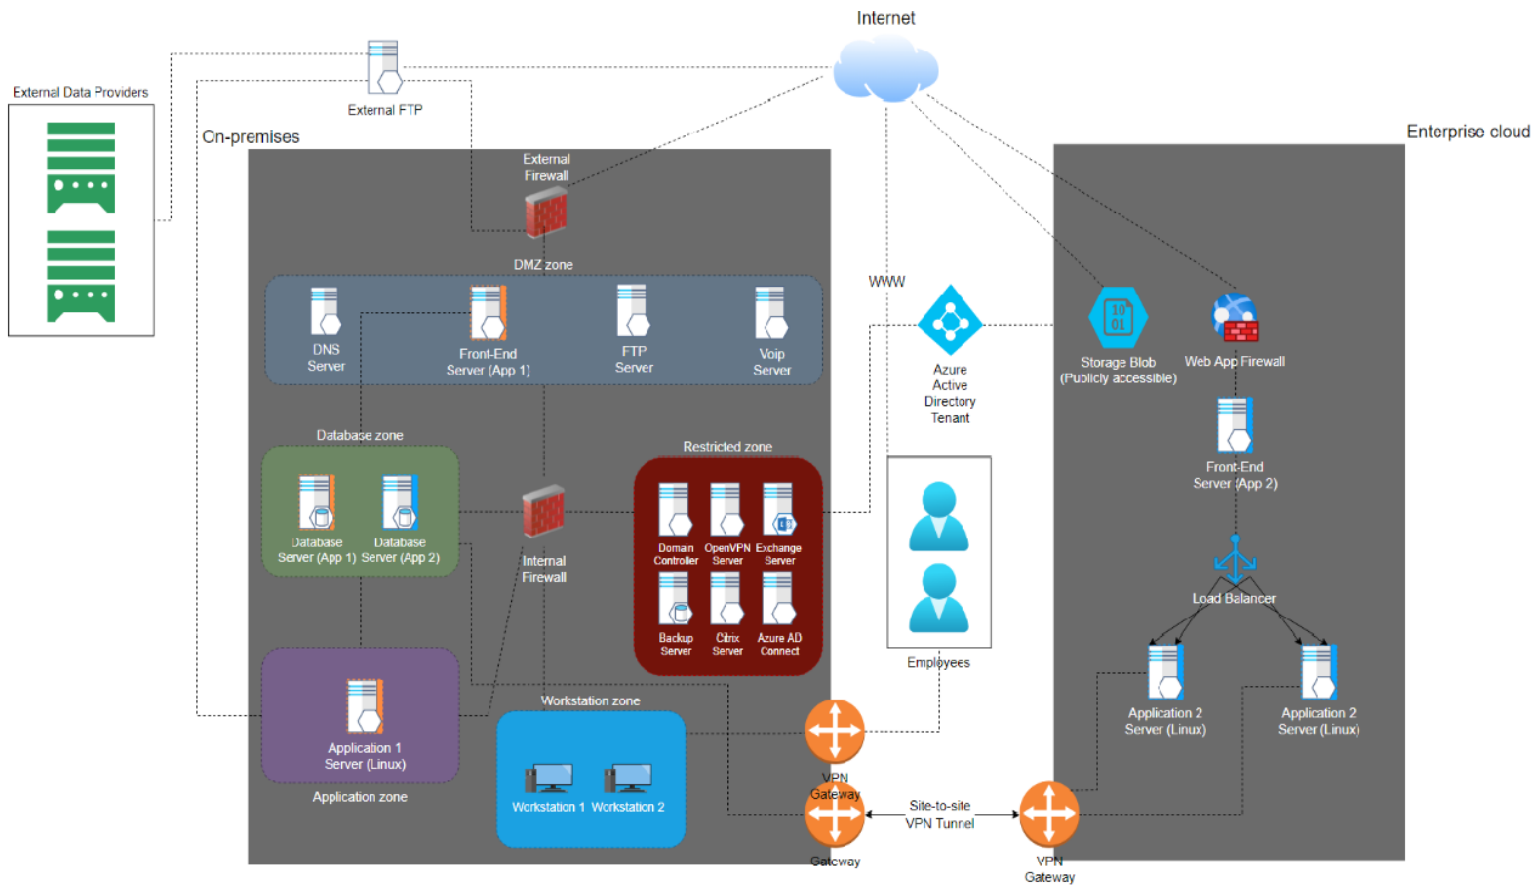 Internet
External Data Providers
External FTP
On-premises
Enterprise cloud
External
Firewall
DMZ zone
WWW
DNS
Server
Front-End
Server (App 1)
FTP
Server
Voip
Server
Azure
Active
Directory
Tenant
10
01
Storage Blob
(Publicly accessible)
Web App Firewall
Database zone
Restricted zone
Front-End
Server (App 2)
Database
Server (App 1)
Database
Server (App 2)
Internal
Firewall
Doman
Controller
OpenVPN
Server
Exchange
Server
Backup
Server
Citrix
Server
Azure AD
Connect
Load Balancer
Employees
Workstation zone
Application 1
Server (Linux)
Application zone
Workstation 1
Workstation 2
VPN
Gateway
Gateway
Site-to-site
VPN Tunnel
VPN
Gateway
Application 2
Server (Linux)
Application 2
Server (Linux)